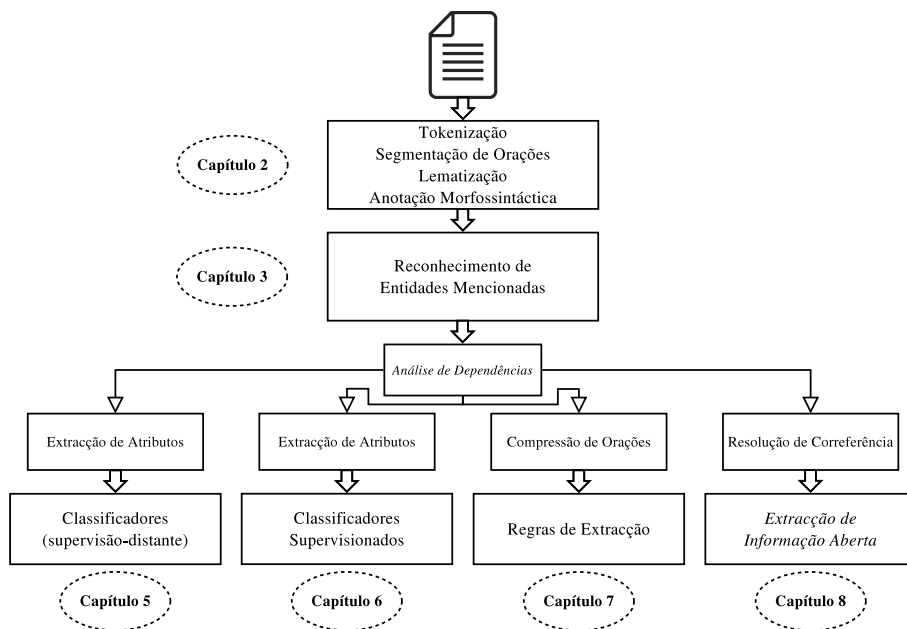 Tokenização
Segmentação de Orações
Lematização
Anotação Morfossintáctica
Capítulo 2
Reconhecimento de
Entidades Mencionadas
Capítulo 3
Análise de Dependências
Extracção de Atributos
Extracção de Atributos
Compressão de Orações
Resolução de Correferência
Classificadores
(supervisão-distante)
Classificadores
Supervisionados
Regras de Extracção
Extracção de
Informação Aberta
Capítulo 5
Capítulo 6
Capítulo 7
Capítulo 8